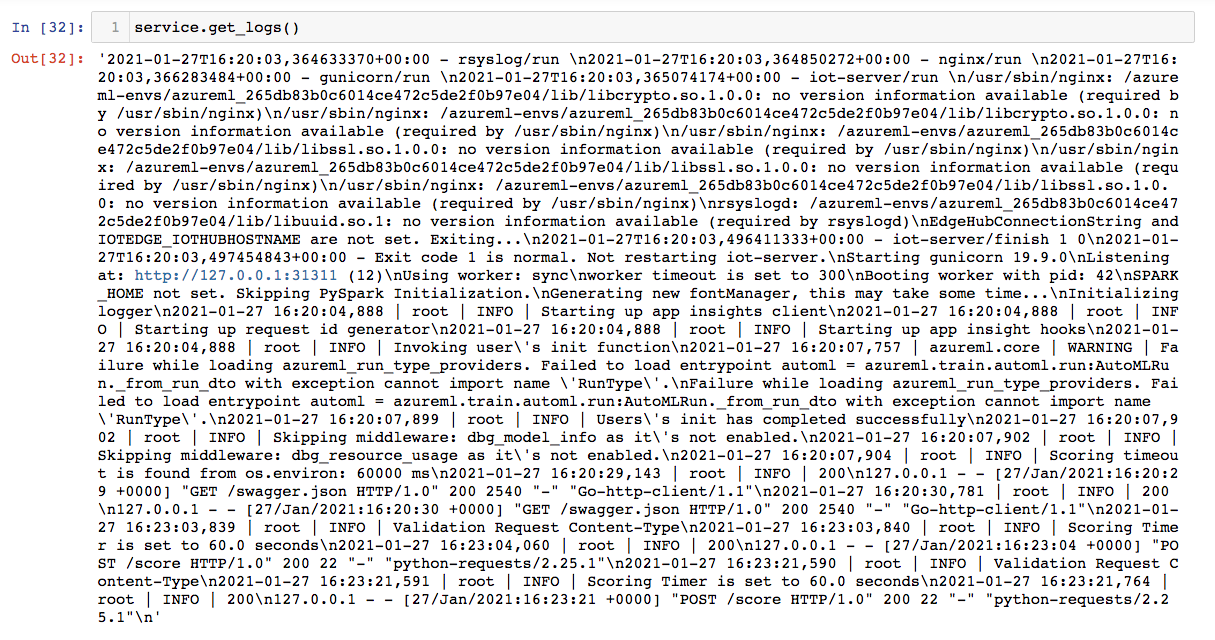 In [32]: 1 service.get_logs()
Out[32]: '2021-01-27T16:20:03,364633370+00:00 - rsyslog/run \n2021-01-27T16:20:03,364850272+00:00 - nginx/run \n2021-01-27T16:
20:03,366283484+00:00 - gunicorn/run \n2021-01-27T16:20:03,365074174+00:00 - iot-server/run \n/usr/sbin/nginx: /azure
ml-envs/azureml_265db83b0c6014ce472c5de2f0b97e04/lib/libcrypto.so.1.0.0: no version information available (required b
y /usr/sbin/nginx)\n/usr/sbin/nginx: /azureml-envs/azureml_265db83b0c6014ce472c5de2f0b97e04/lib/libcrypto.so.1.0.0: n
o version information available (required by /usr/sbin/nginx)\n/usr/sbin/nginx: /azureml-envs/azureml_265db83b0c6014c
e472c5de2f0b97e04/lib/libssl.so.1.0.0: no version information available (required by /usr/sbin/nginx)\n/usr/sbin/ngin
x: /azureml-envs/azureml_265db83b0c6014ce472c5de2f0b97e04/lib/libssl.so.1.0.0: no version information available (requ
ired by /usr/sbin/nginx)\n/usr/sbin/nginx: /azureml-envs/azureml_265db83b0c6014ce472c5de2f0b97e04/lib/libssl.so.1.0.
0: no version information available (required by /usr/sbin/nginx)\nrsyslogd: /azureml-envs/azureml_265db83b0c6014ce47
2c5de2f0b97e04/lib/libuuid.so.1: no version information available (required by rsyslogd)\nEdgeHubConnectionString and
IOTEDGE_IOTHUBHOSTNAME are not set. Exiting...\n2021-01-27T16:20:03,496411333+00:00 - iot-server/finish 1 0\n2021-01-
27T16:20:03,497454843+00:00 - Exit code 1 is normal. Not restarting iot-server.\nStarting gunicorn 19.9.0\nListening
at: http://127.0.0.1:31311 (12)\nUsing worker: sync\nworker timeout is set to 300\nBooting worker with pid: 42\nSPARK
_HOME not set. Skipping PySpark Initialization.\nGenerating new fontManager, this may take some time...\nInitializing
logger\n2021-01-27 16:20:04,888 | root | INFO | Starting up app insights client\n2021-01-27 16:20:04,888 | root | INF
O | Starting up request id generator\n2021-01-27 16:20:04,888 | root | INFO | Starting up app insight hooks\n2021-01-
27 16:20:04,888 | root | INFO | Invoking user\'s init function\n2021-01-27 16:20:07,757 | azureml.core | WARNING | Fa
ilure while loading azureml_run_type_providers. Failed to load entrypoint automl = azureml.train.automl.run:AutoMLRu
n._from_run_dto with exception cannot import name \'RunType\'.\nFailure while loading azureml_run_type_providers. Fai
led to load entrypoint automl = azureml.train.automl.run:AutoMLRun._from_run_dto with exception cannot import name
\'RunType\'.\n2021-01-27 16:20:07,899 | root | INFO | Users\'s init has completed successfully\n2021-01-27 16:20:07,9
02 | root | INFO | Skipping middleware: dbg_model_info as it\'s not enabled.\n2021-01-27 16:20:07,902 | root | INFO |
Skipping middleware: dbg_resource_usage as it\'s not enabled.\n2021-01-27 16:20:07,904 | root | INFO | Scoring timeou
t is found from os.environ: 60000 ms\n2021-01-27 16:20:29,143 | root | INFO | 200\n127.0.0.1 - - [27/Jan/2021:16:20:2
9 +0000] "GET /swagger.json HTTP/1.0" 200 2540 "-" "Go-http-client/1.1"\n2021-01-27 16:20:30,781 | root | INFO | 200
\n127.0.0.1 - - [27/Jan/2021:16:20:30 +0000] "GET /swagger.json HTTP/1.0" 200 2540 "-" "Go-http-client/1.1"\n2021-01-
27 16:23:03,839 | root | INFO | Validation Request Content-Type\n2021-01-27 16:23:03,840 | root | INFO | Scoring Time
r is set to 60.0 seconds\n2021-01-27 16:23:04,060 | root | INFO | 200\n127.0.0.1 - - [27/Jan/2021:16:23:04 +0000] "PO
ST /score HTTP/1.0" 200 22 "-" "python-requests/2.25.1"\n2021-01-27 16:23:21,590 | root | INFO | Validation Request C
ontent-Type\n2021-01-27 16:23:21,591 | root | INFO | Scoring Timer is set to 60.0 seconds\n2021-01-27 16:23:21,764 |
root | INFO | 200\n127.0.0.1 - - [27/Jan/2021:16:23:21 +0000] "POST /score HTTP/1.0" 200 22 "-" "python-requests/2.2
5.1"\n'